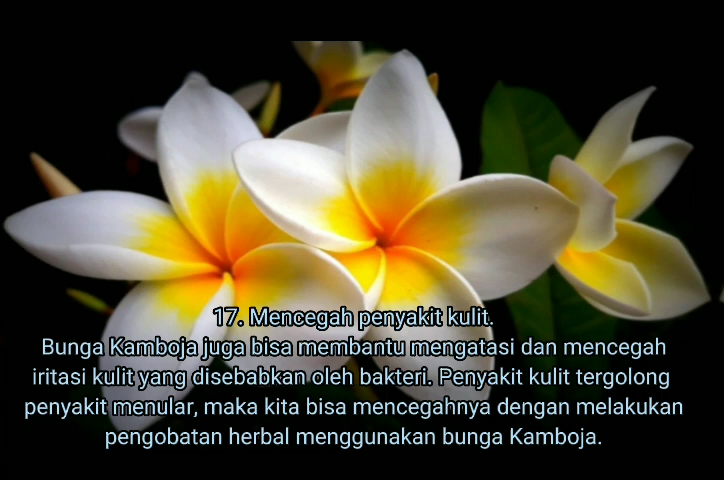 17. Mencegah penyakit kulit.
Bunga Kamboja juga bisa membantu mengatasi dan mencegah
iritasi kulit yang disebabkan oleh bakteri. Penyakit kulit tergolong
penyakit menular, maka kita bisa mencegahnya dengan melakukan
pengobatan herbal menggunakan bunga Kamboja.